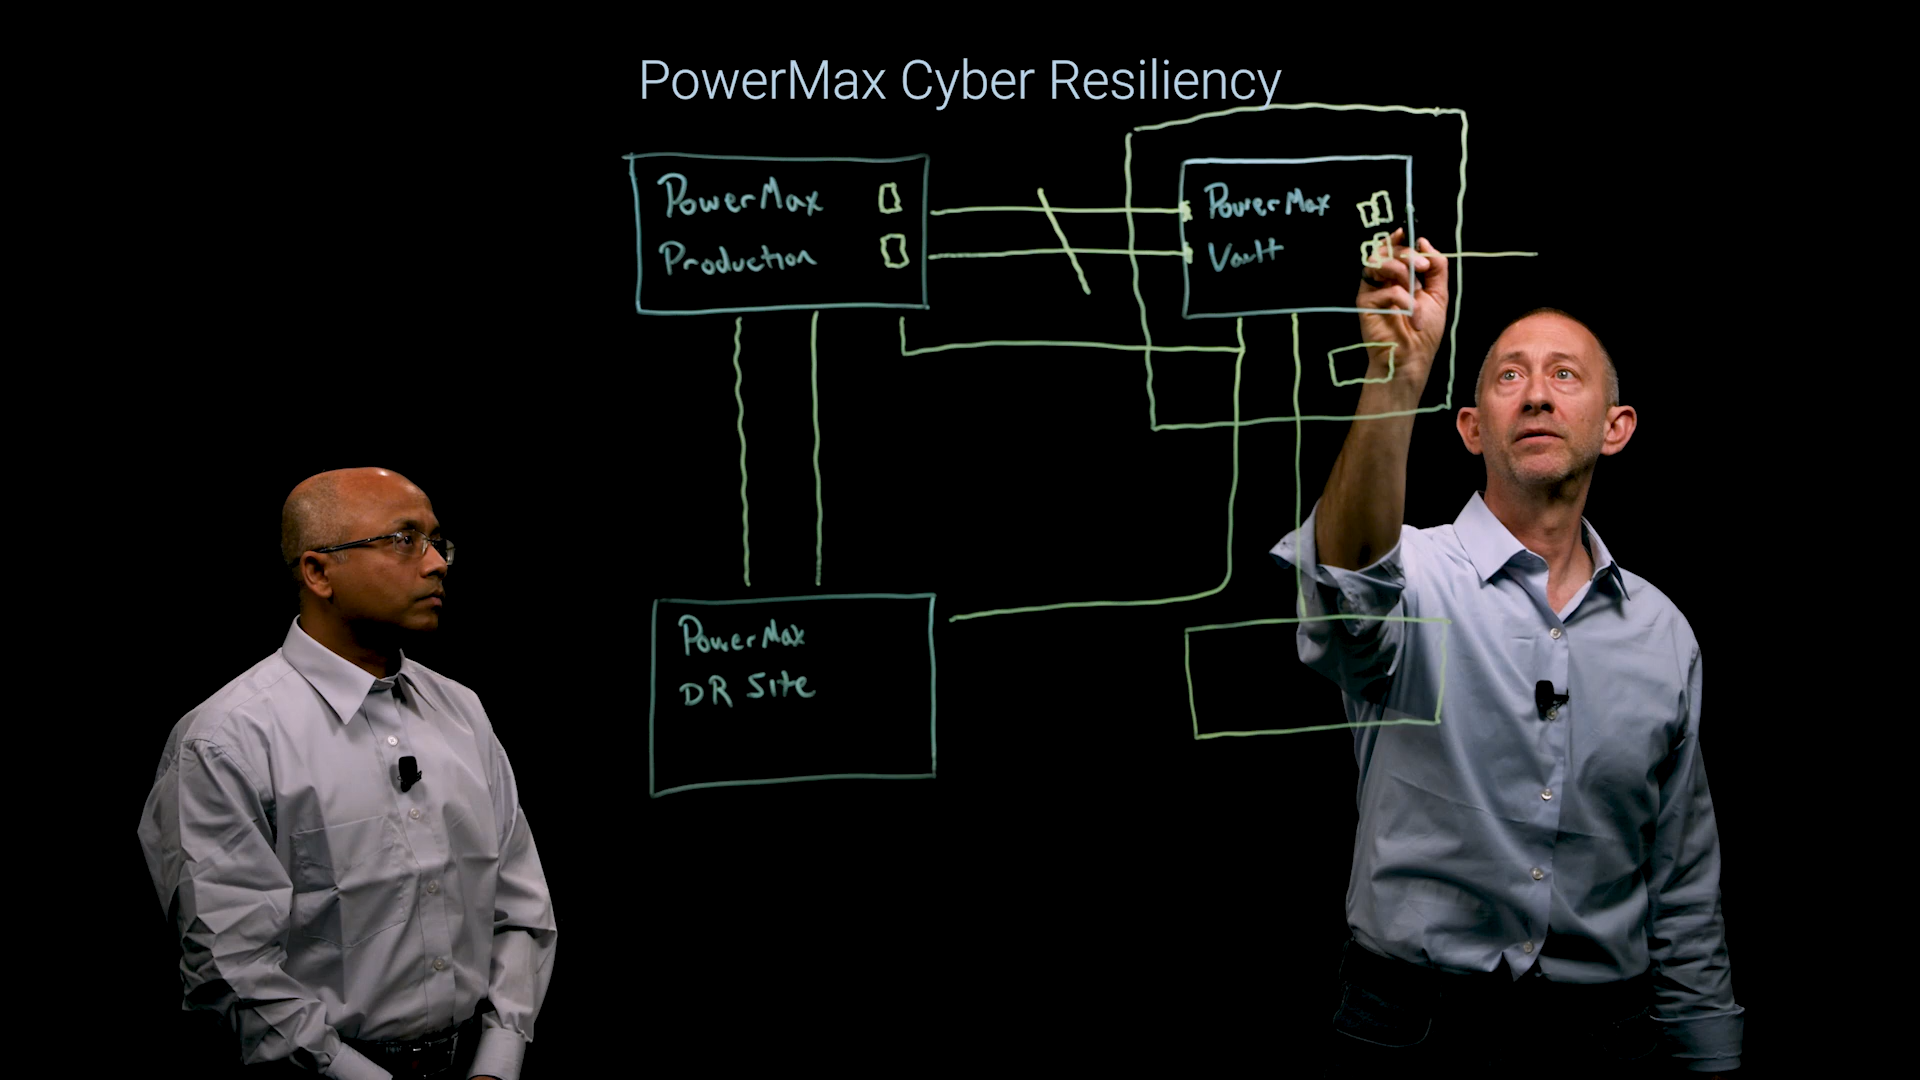 PowerMax Cyber Resiliency
PowerMax
Production
PowerMax
Vault
PowerMax
DR Site